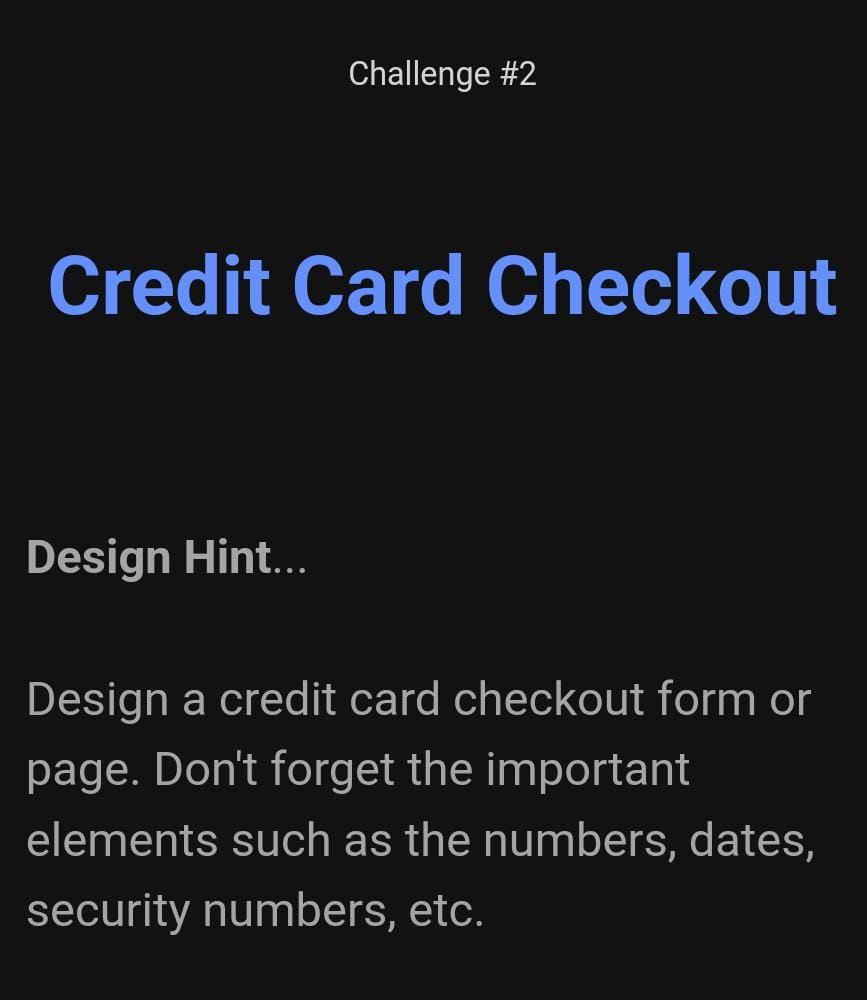 Challenge #2
Credit Card Checkout
Design Hint...
Design a credit card checkout form or
page. Don't forget the important
elements such as the numbers, dates,
security numbers, etc.